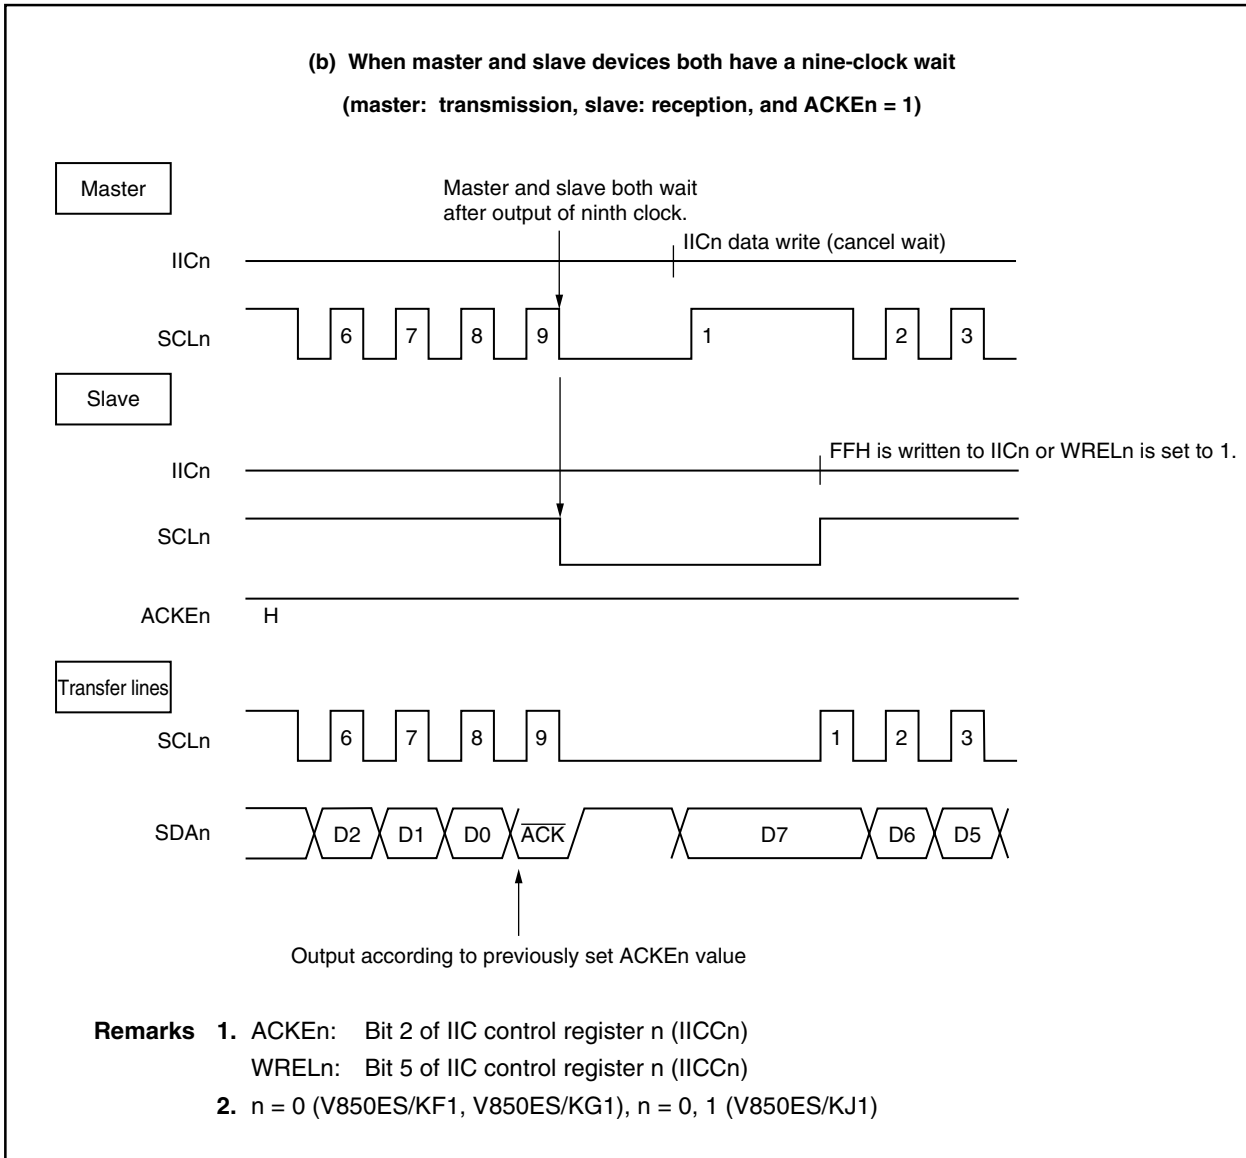 (b) When master and slave devices both have a nine-clock wait
(master: transmission, slave: reception, and ACKEn = 1)
Master
Master and slave both wait
after output of ninth clock.
IICn data write (cancel wait)
IICn
SCLn 6 7 8 9 1 2 3
Slave
FFH is written to IICn or WRELn is set to 1.
IICn
SCLn
ACKEn H
Transfer lines
SCLn 6 7 8 9 1 2 3
SDAn D2 D1 D0 ACK D7 D6 D5
Output according to previously set ACKEn value
Remarks 1. ACKEn: Bit 2 of IIC control register n (IICCn)
WRELn: Bit 5 of IIC control register n (IICCn)
2. n = 0 (V850ES/KF1, V850ES/KG1), n = 0, 1 (V850ES/KJ1)